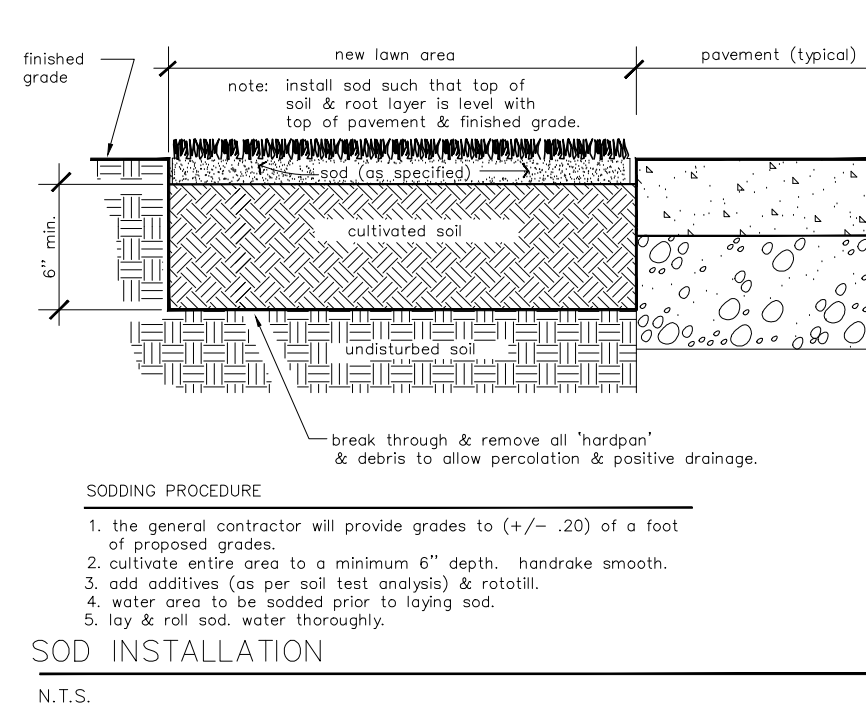 finished
grade
new lawn area
pavement (typical)
note: install sod such that top of
soil & root layer is level with
top of pavement & finished grade.
sod (as specified)
6” min.
cultivated soil
undisturbed soil
break through & remove all ‘hardpan’
& debris to allow percolation & positive drainage.
SODDING PROCEDURE
1. the general contractor will provide grades to (+/− .20) of a foot
of proposed grades.
2. cultivate entire area to a minimum 6” depth. handrake smooth.
3. add additives (as per soil test analysis) & rototill.
4. water area to be sodded prior to laying sod.
5. lay & roll sod. water thoroughly.
SOD INSTALLATION
N.T.S.